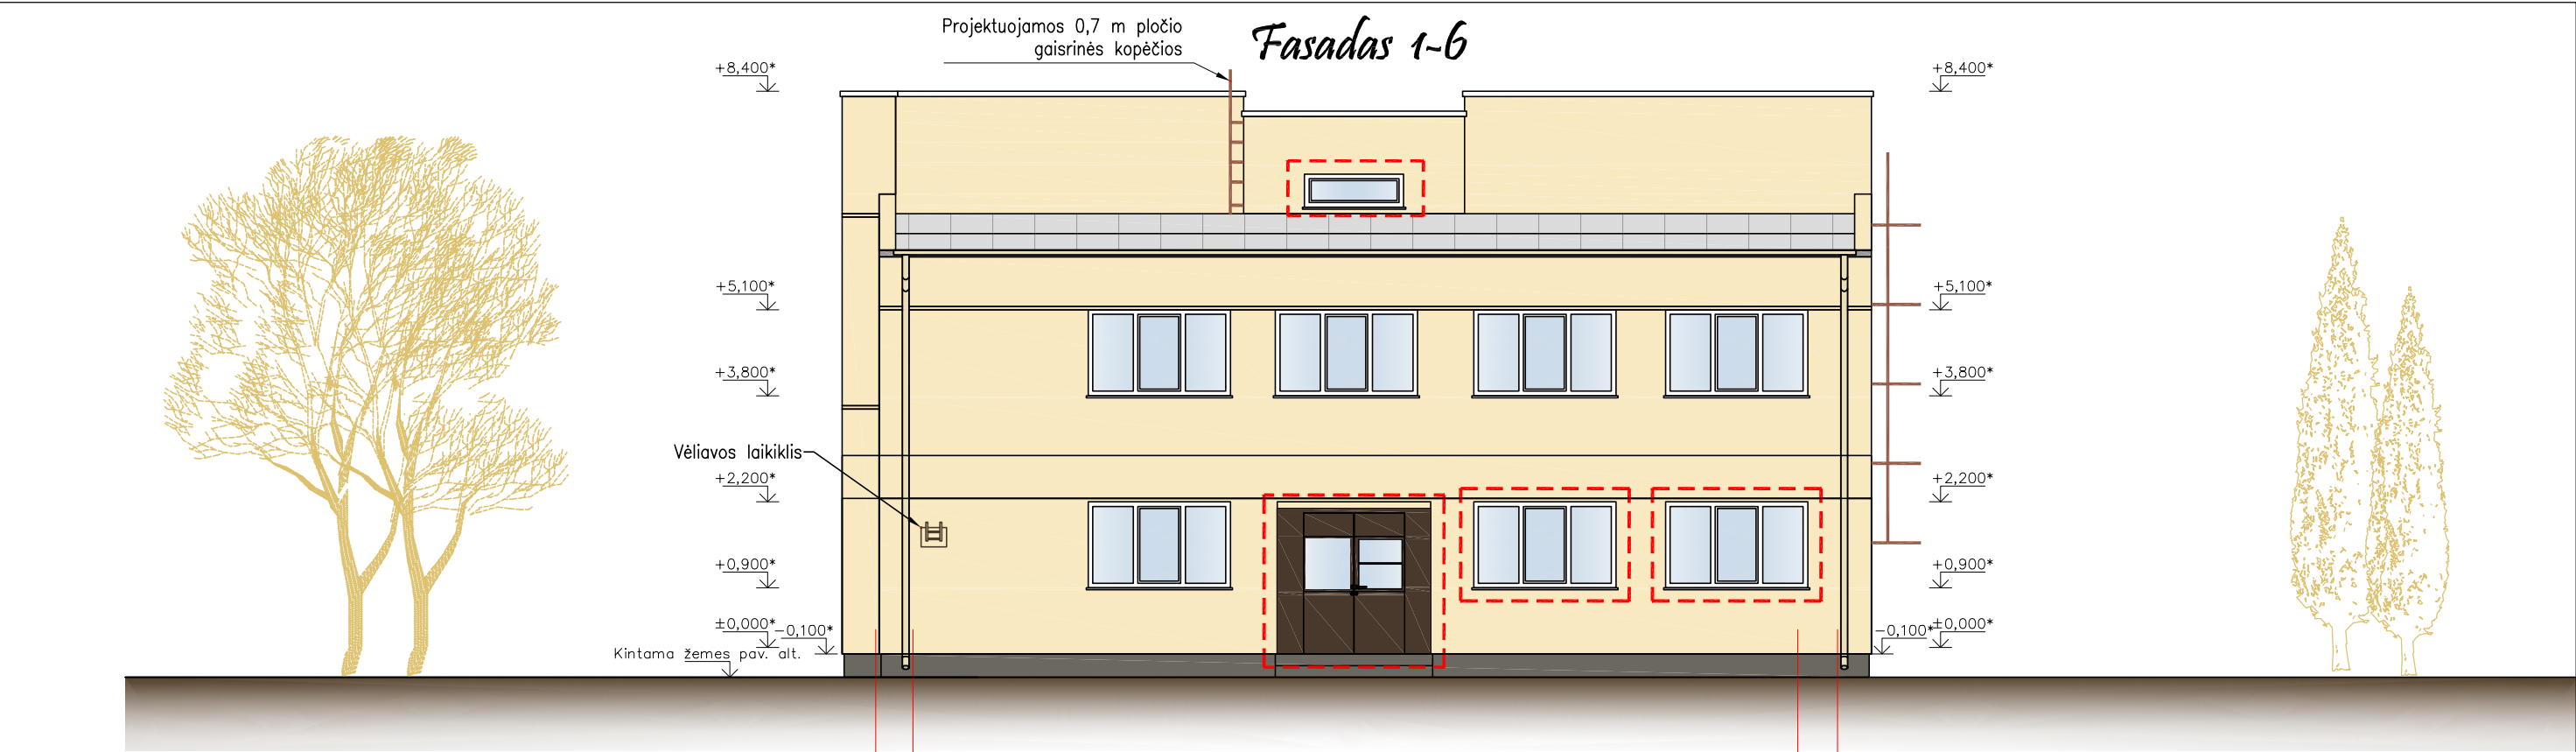 Projektuojamos 0,7 m pločio
gaisrinės kopėčios
Fasadas 1-6
+8,400*
+8,400*
+5,100*
+5,100*
+3,800*
+3,800*
Vėliavos laikiklis
+2,200*
+2,200*
+0,900*
+0,900*
±0,000*
-0,100*
-0,100*
±0,000*
Kintama žemes pav. alt.